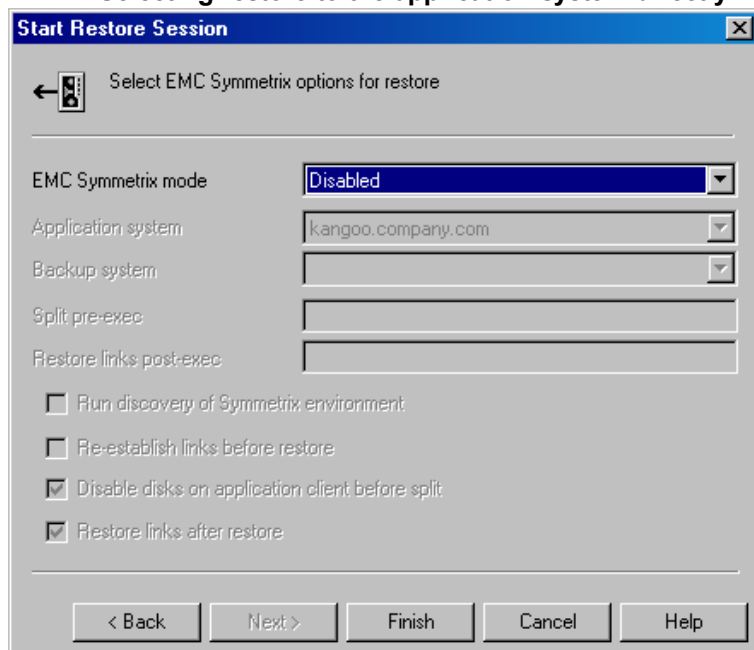 Start Restore Session
Select EMC Symmetrix options for restore
EMC Symmetrix mode
Disabled
Application system
kangoo.company.com
Backup system
Split pre-exec
Restore links post-exec
Run discovery of Symmetrix environment
Re-establish links before restore
Disable disks on application client before split
Restore links after restore
< Back
Next >
Finish
Cancel
Help